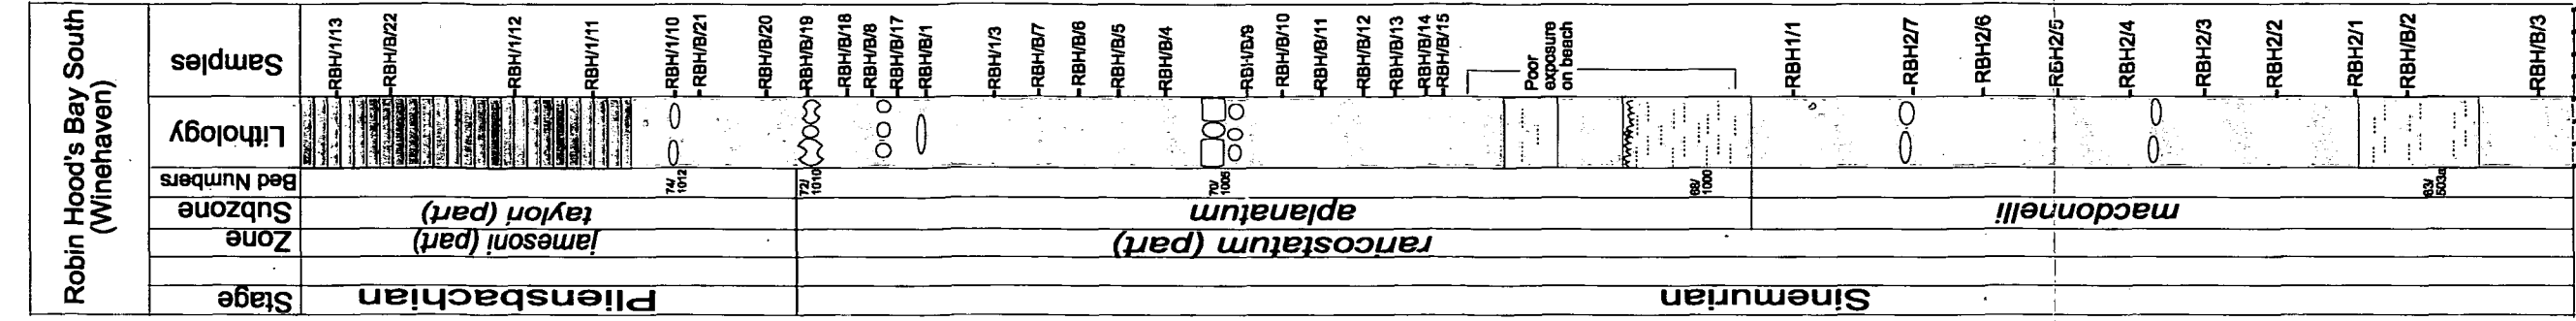 Robin Hood's Bay South
(Winehaven)
Stage
Zone
Subzone
Bed Numbers
Lithology
Samples
Pliensbachian
Sinemurian
jamesoni (part)
raricostatum (part)
taylori (part)
aplanatum
macdonnelli
74/
1012
72/
1010
70/
1005
68/
1000
63/
503a
RBH/1/13
RBH/B/22
RBH/1/12
RBH/1/11
RBH/1/10
RBH/B/21
RBH/B/20
RBH/B/19
RBH/B/18
RBH/B/8
RBH/B/17
RBH/B/1
RBH/1/3
RBH/B/7
RBH/B/6
RBH/B/5
RBH/B/4
RBH/B/9
RBH/B/10
RBH/B/11
RBH/B/12
RBH/B/13
RBH/B/14
RBH/B/15
Poor
exposure
on beach
RBH1/1
RBH2/7
RBH2/6
RBH2/5
RBH2/4
RBH2/3
RBH2/2
RBH2/1
RBH/B/2
RBH/B/3